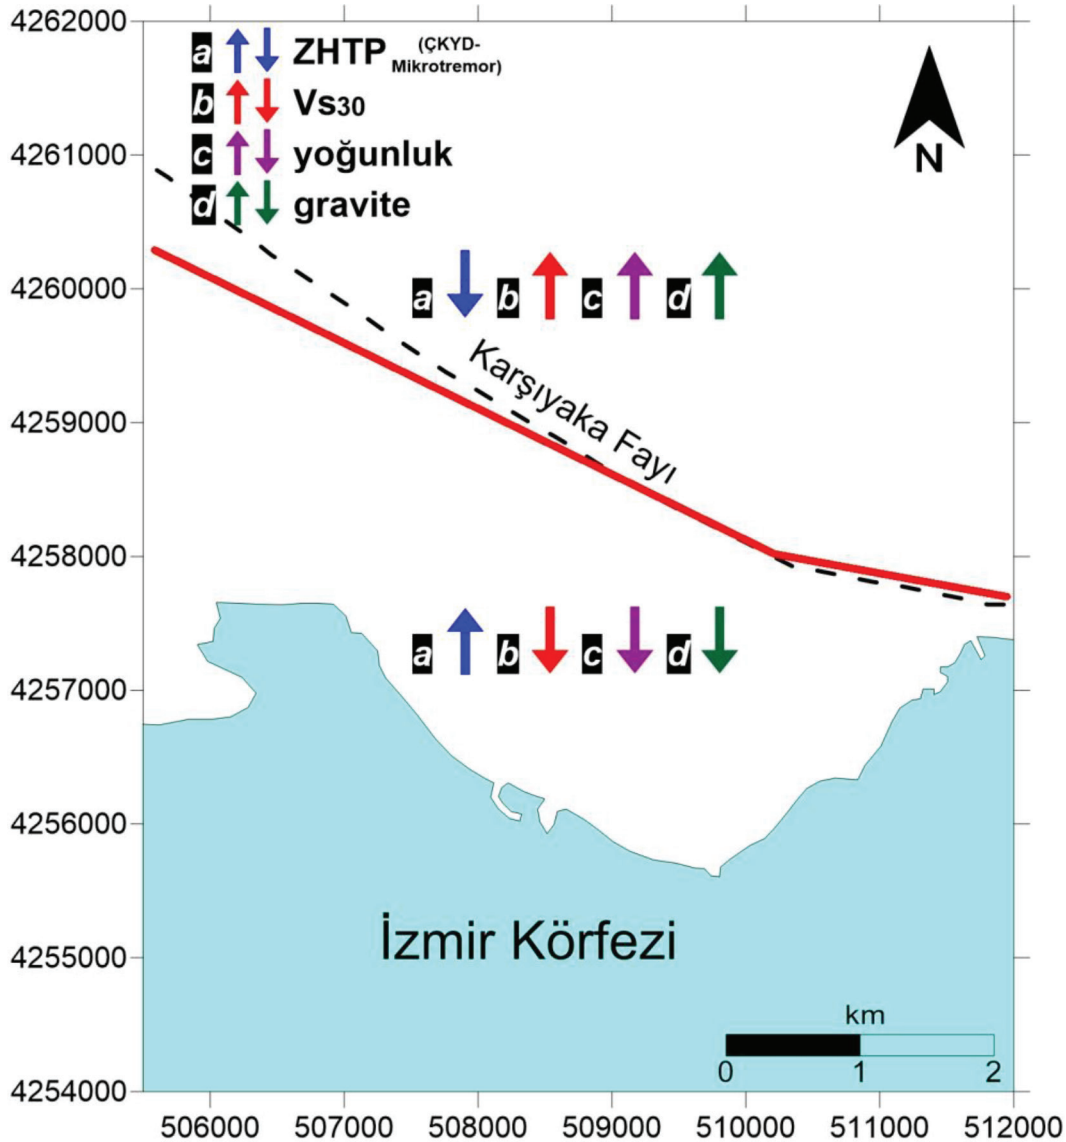 4262000
a ZHTP (ÇKYD-
Mikrotremor)
b Vs30
4261000
c yoğunluk
N
d gravite
4260000
a b c d
Karşıyaka Fayı
4259000
4258000
a b c d
4257000
4256000
İzmir Körfezi
4255000
km
0 1 2
4254000
506000 507000 508000 509000 510000 511000 512000